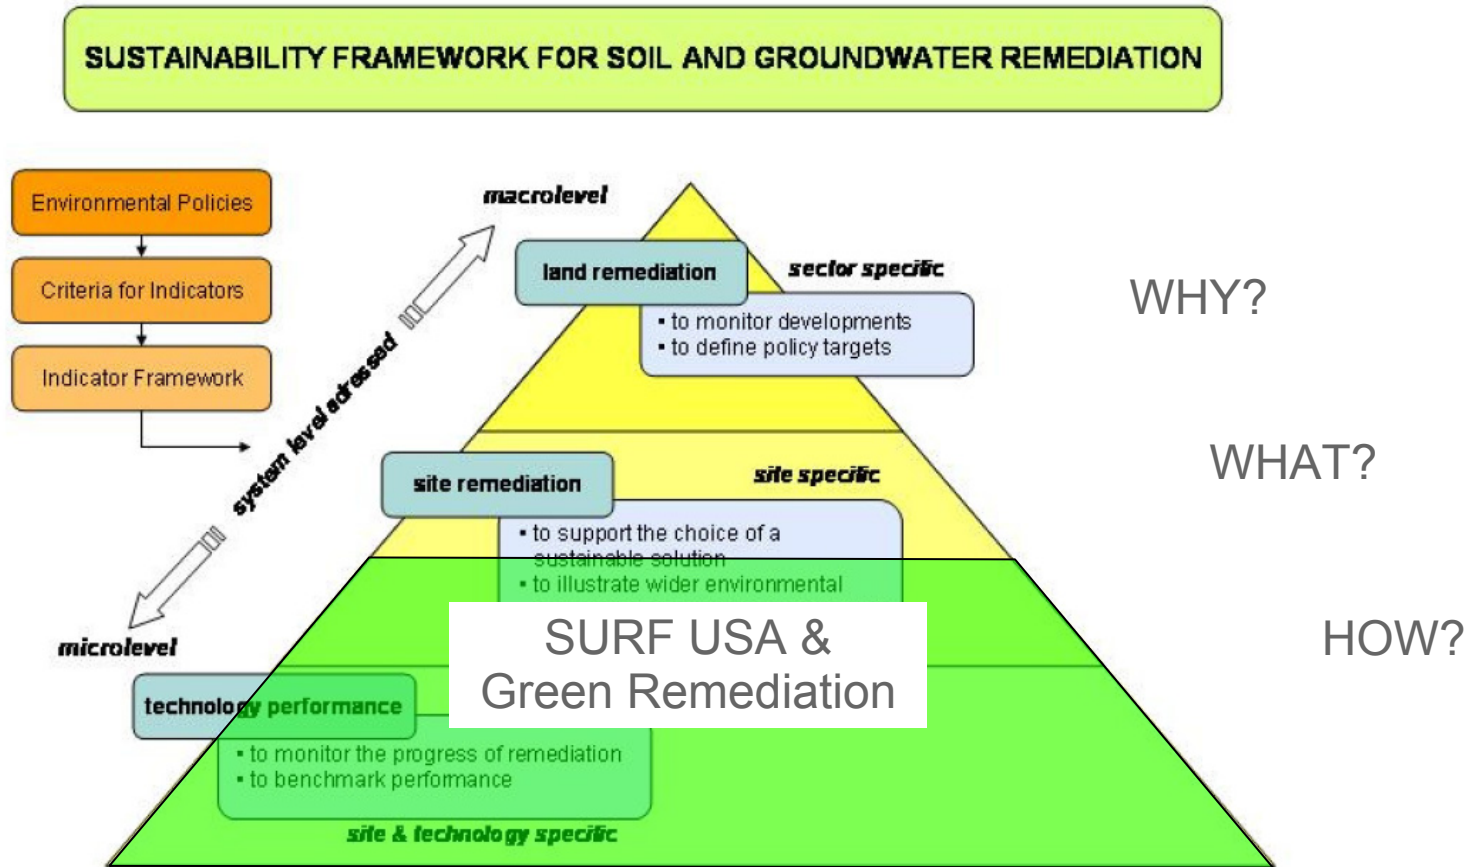 SUSTAINABILITY FRAMEWORK FOR SOIL AND GROUNDWATER REMEDIATION
Environmental Policies
Criteria for Indicators
Indicator Framework
macrolevel
system level adressed
microlevel
land remediation
sector specific
▪ to monitor developments
▪ to define policy targets
WHY?
site remediation
site specific
▪ to support the choice of a
sustainable solution
▪ to illustrate wider environmental
WHAT?
SURF USA &
Green Remediation
HOW?
technology performance
▪ to monitor the progress of remediation
▪ to benchmark performance
site & technology specific